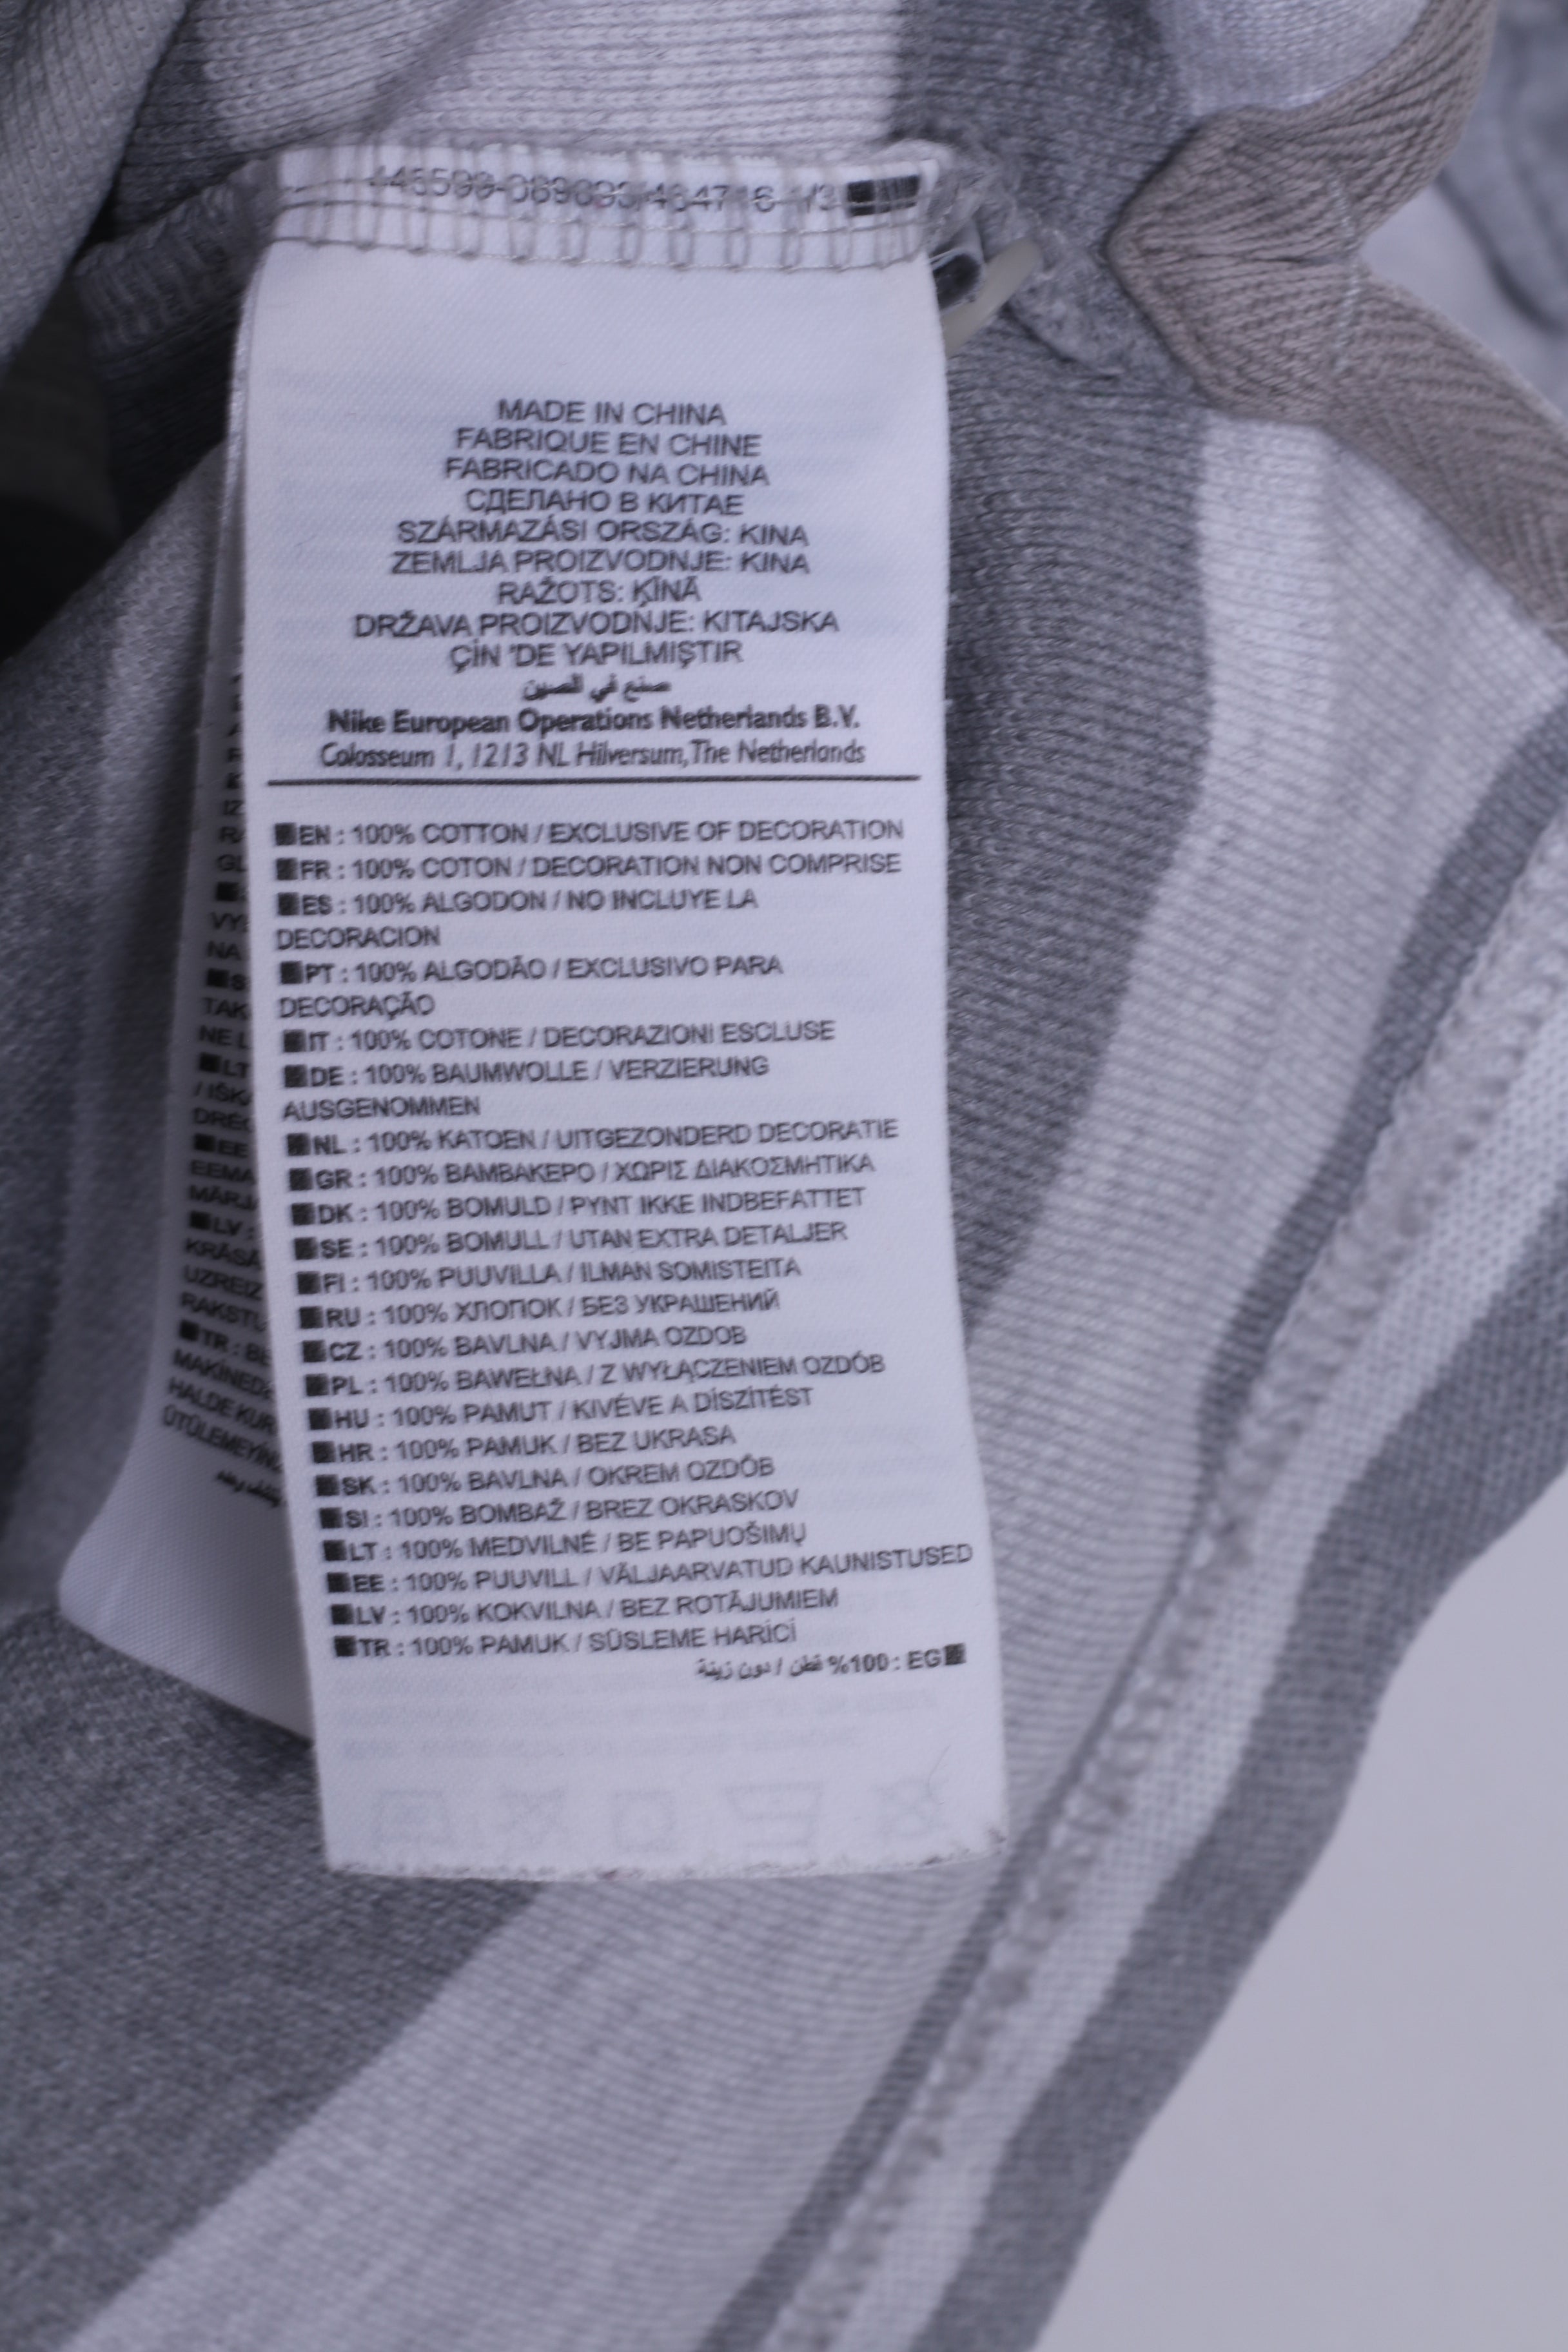 MADE IN CHINA
FABRIQUE EN CHINE
FABRICADO NA CHINA
СДЕЛАНО В КИТАЕ
SZÁRMAZÁSI ORSZÁG: KINA
ZEMLJA PROIZVODNJE: KINA
RAŽOTS: ĶĪNĀ
DRŽAVA PROIZVODNJE: KITAJSKA
ÇİN 'DE YAPILMIŞTIR
صنع في الصين
Nike European Operations Netherlands B.V.
Colosseum 1, 1213 NL Hilversum, The Netherlands
EN : 100% COTTON / EXCLUSIVE OF DECORATION
FR : 100% COTON / DECORATION NON COMPRISE
ES : 100% ALGODON / NO INCLUYE LA
DECORACION
PT : 100% ALGODÃO / EXCLUSIVO PARA
DECORAÇÃO
IT : 100% COTONE / DECORAZIONI ESCLUSE
DE : 100% BAUMWOLLE / VERZIERUNG
AUSGENOMMEN
NL : 100% KATOEN / UITGEZONDERD DECORATIE
GR : 100% ΒΑΜΒΑΚΕΡΟ / ΧΩΡΙΣ ΔΙΑΚΟΣΜΗΤΙΚΑ
DK : 100% BOMULD / PYNT IKKE INDBEFATTET
SE : 100% BOMULL / UTAN EXTRA DETALJER
FI : 100% PUUVILLA / ILMAN SOMISTEITA
RU : 100% ХЛОПОК / БЕЗ УКРАШЕНИЙ
CZ : 100% BAVLNA / VYJMA OZDOB
PL : 100% BAWEŁNA / Z WYŁĄCZENIEM OZDÓB
HU : 100% PAMUT / KIVÉVE A DÍSZÍTÉST
HR : 100% PAMUK / BEZ UKRASA
SK : 100% BAVLNA / OKREM OZDÔB
SI : 100% BOMBAŽ / BREZ OKRASKOV
LT : 100% MEDVILNĖ / BE PAPUOŠIMŲ
EE : 100% PUUVILL / VÄLJAARVATUD KAUNISTUSED
LV : 100% KOKVILNA / BEZ ROTĀJUMIEM
TR : 100% PAMUK / SÜSLEME HARİCİ
EG : 100% قطن / دون زينة